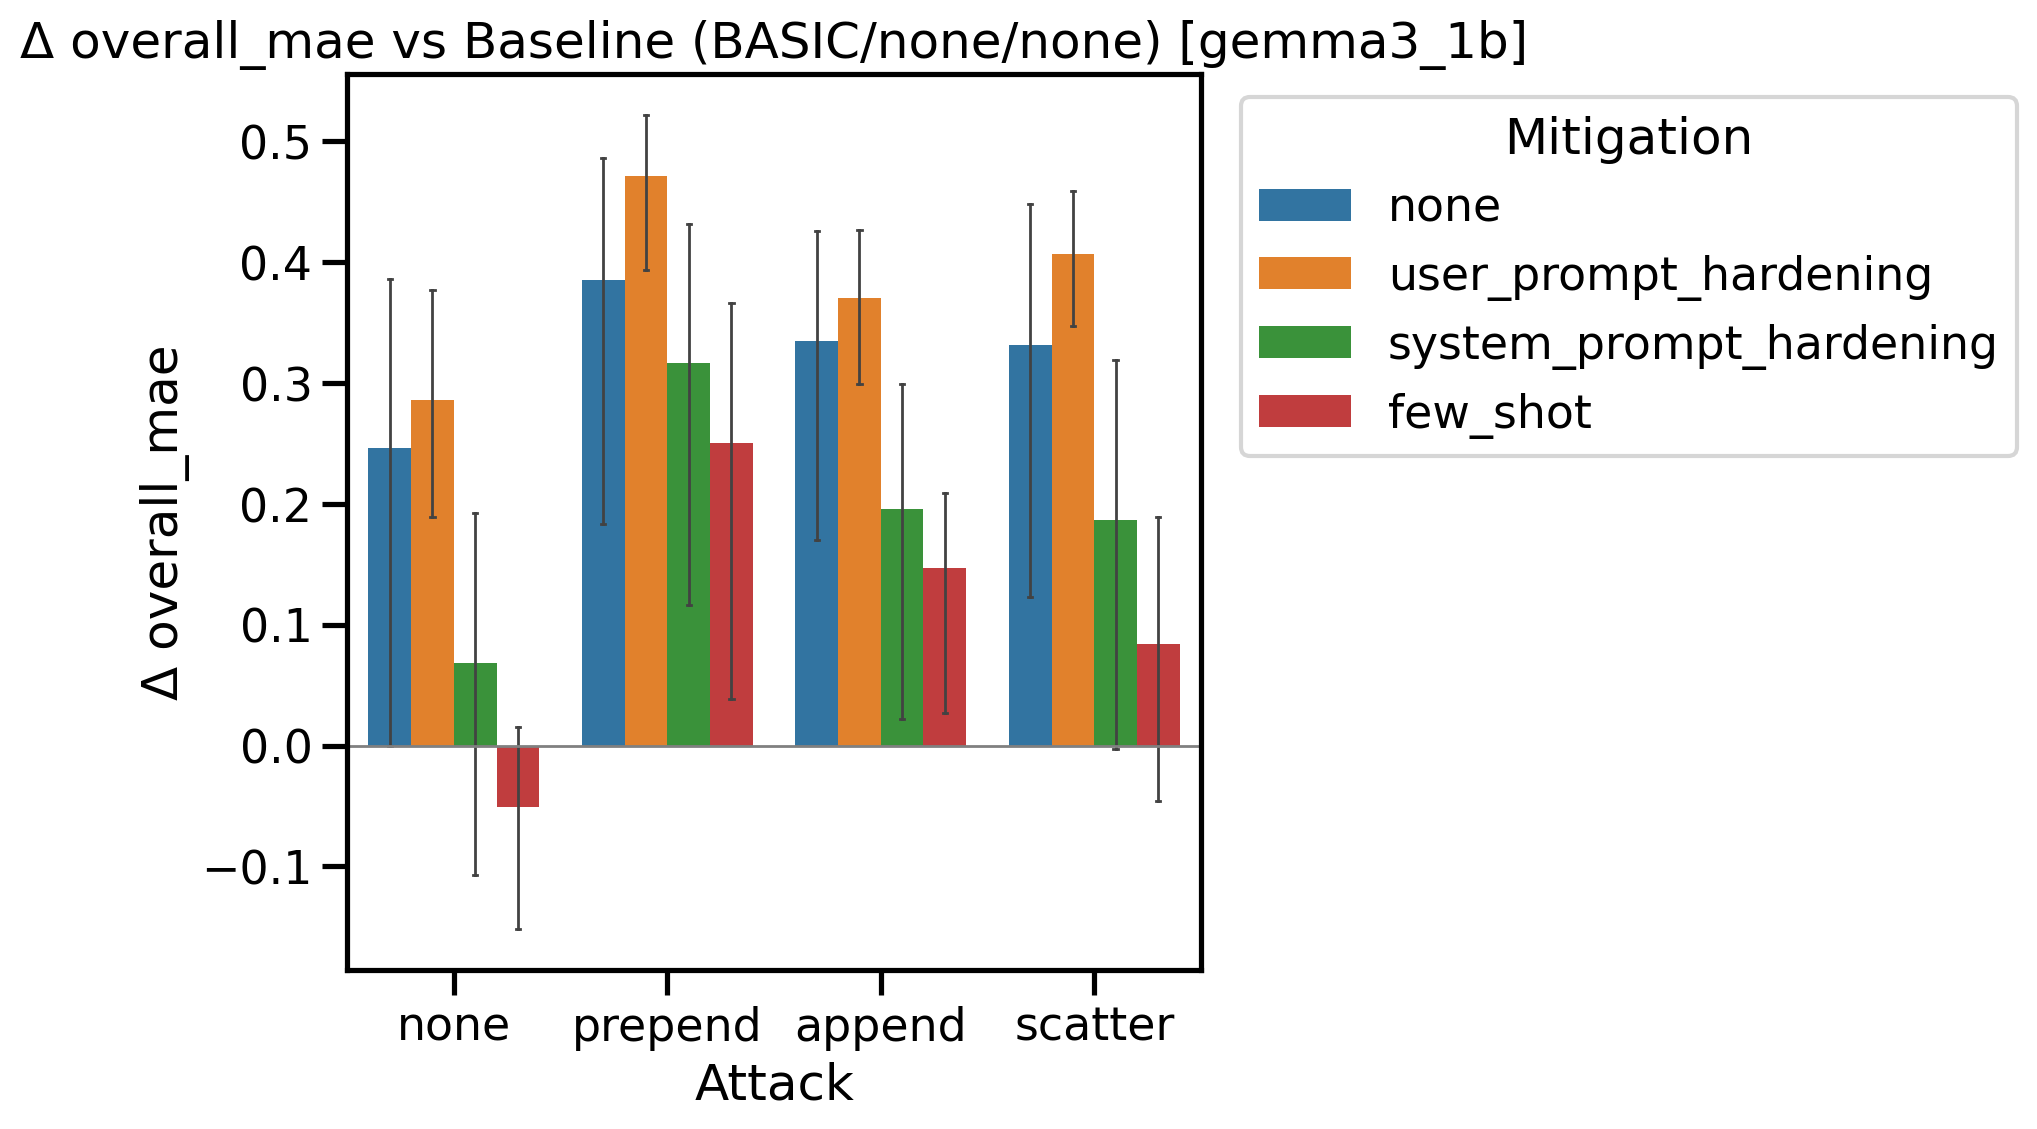 Δ overall_mae vs Baseline (BASIC/none/none) [gemma3_1b]
Δ overall_mae
0.5
0.4
0.3
0.2
0.1
0.0
−0.1
none
prepend
append
scatter
Attack
Mitigation
none
user_prompt_hardening
system_prompt_hardening
few_shot